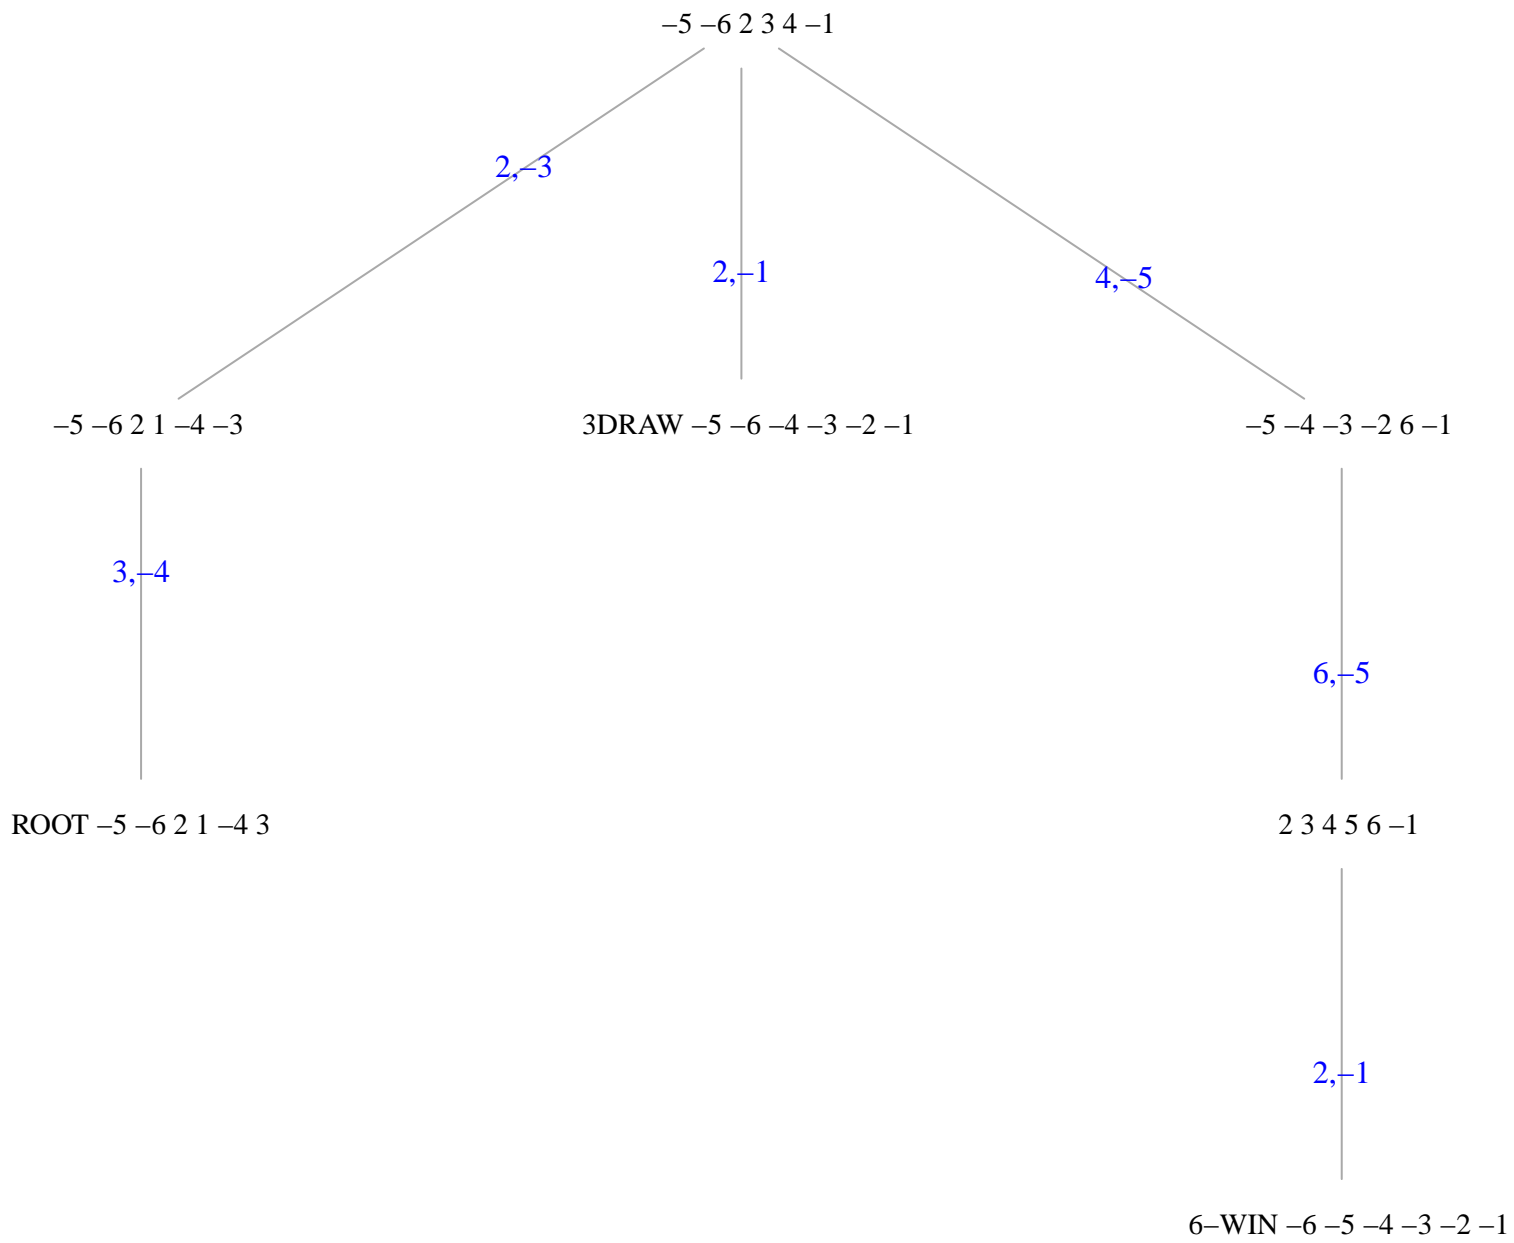 –5 –6 2 3 4 –1
2,–3
2,–1
4,–5
–5 –6 2 1 –4 –3
3DRAW –5 –6 –4 –3 –2 –1
–5 –4 –3 –2 6 –1
3,–4
6,–5
ROOT –5 –6 2 1 –4 3
2 3 4 5 6 –1
2,–1
6–WIN –6 –5 –4 –3 –2 –1